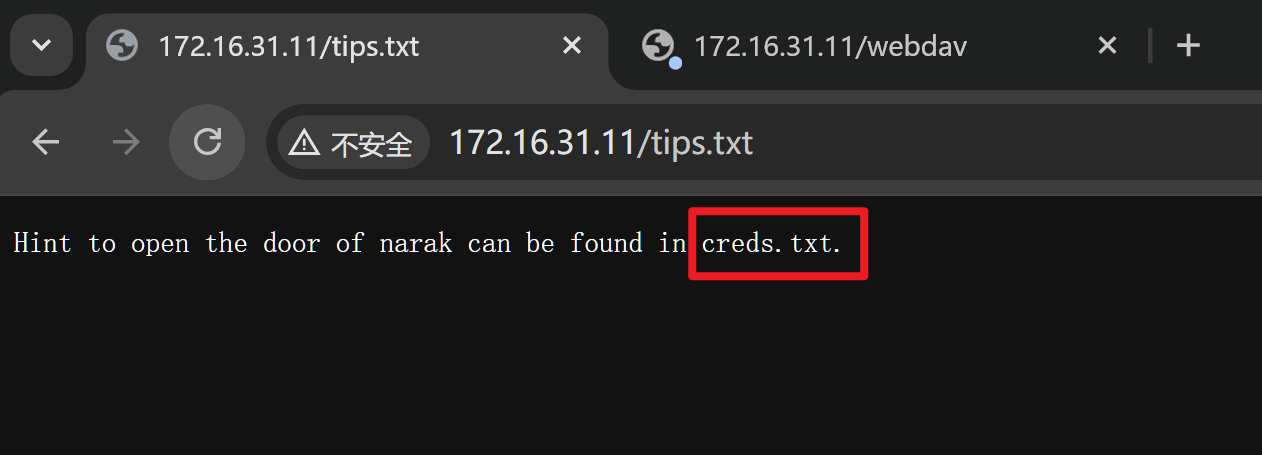 172.16.31.11/tips.txt
172.16.31.11/webdav
不安全
172.16.31.11/tips.txt
Hint to open the door of narak can be found in creds.txt.